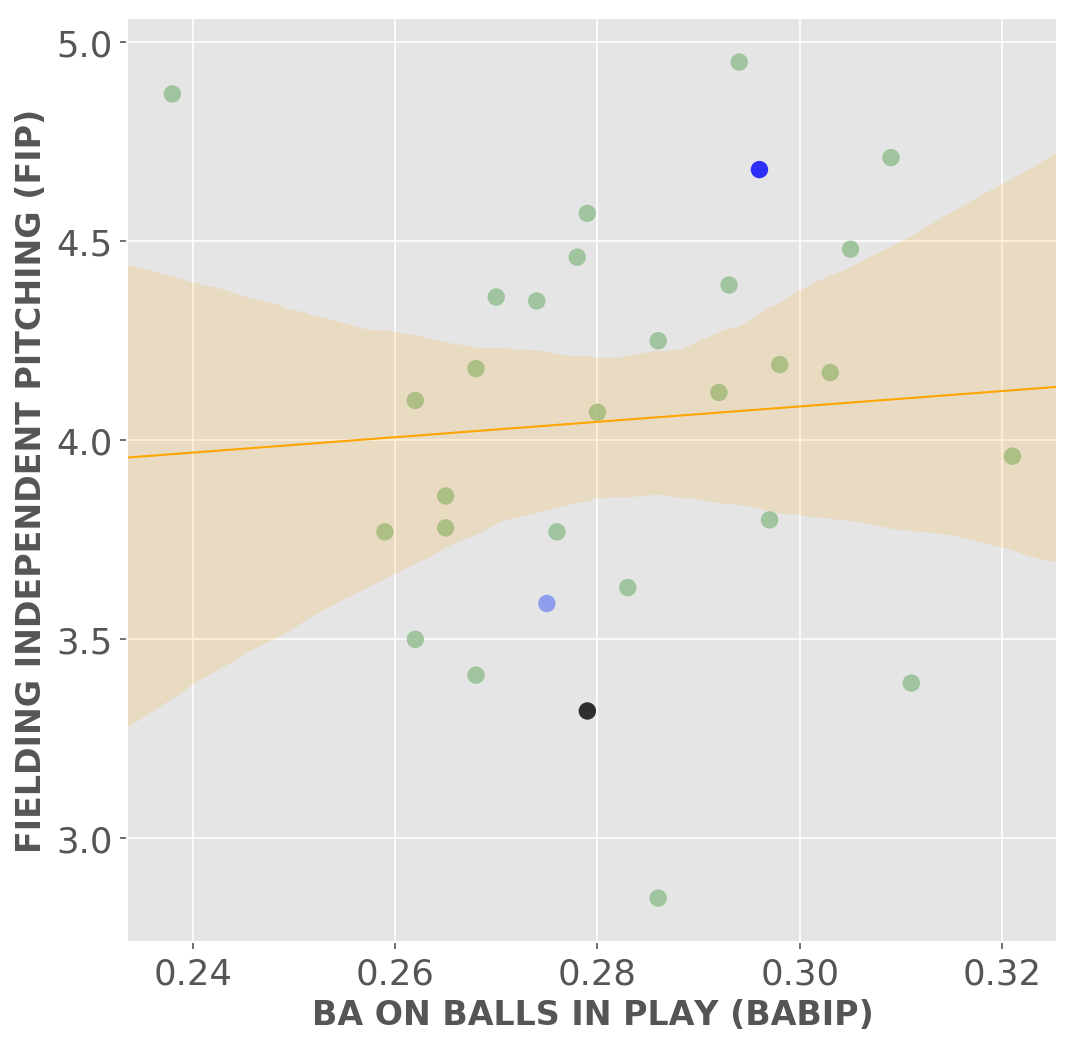 5.0
4.5
4.0
3.5
3.0
FIELDING INDEPENDENT PITCHING (FIP)
0.24 0.26 0.28 0.30 0.32
BA ON BALLS IN PLAY (BABIP)